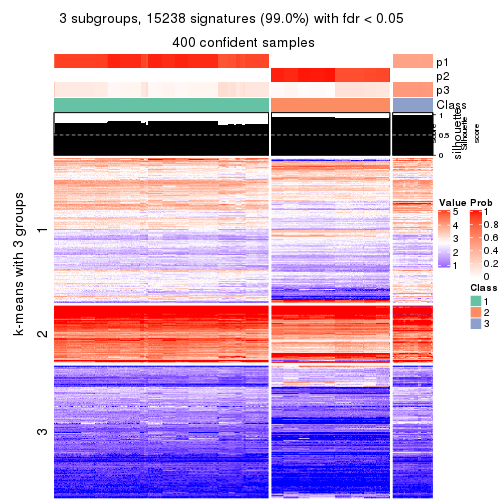 3 subgroups, 15238 signatures (99.0%) with fdr < 0.05
400 confident samples
p1
p2
p3
Class
1
0.5
0
silhouette
score
k-means with 3 groups
1
2
3
Value
5
4
3
2
1
Prob
1
0.8
0.6
0.4
0.2
0
Class
1
2
3